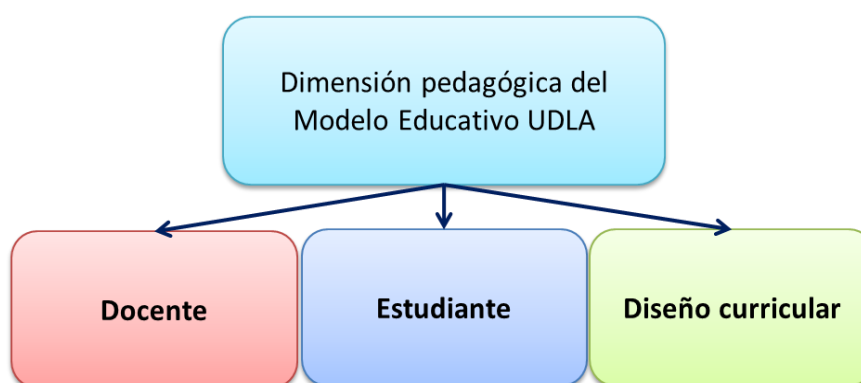 Dimensión pedagógica del
Modelo Educativo UDLA
Docente
Estudiante
Diseño curricular